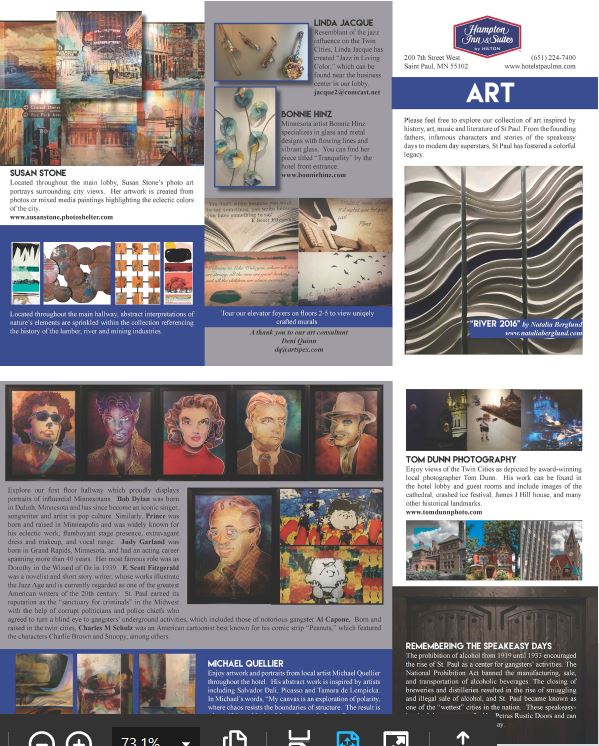 SUSAN STONE
Located throughout the main lobby, Susan Stone's photo art
portrays surrounding city views. Her artwork is created from
photos or mixed media paintings highlighting the eclectic colors
of the city.
www.susanstone.photoshelter.com
Located throughout the main hallway, abstract interpretations of
nature's elements are sprinkled within the collection referencing
the history of the lumber, river and mining industries
LINDA JACQUE
Resemblant of the jazz
influence on the Twin
Cities, Linda Jacque has
created "Jazz in Living
Color," which can be
found near the business
center is our lobby.
jacque2@comcast.net
BONNIE HINZ
Minnesota artist Bonnie Hinz
specializes in glass and metal
designs with flowing lines and
vibrant glass. You can find her
piece titled "Tranquility" by the
hotel front entrance.
www.bonniehinz.com
Tour our elevator foyers on floors 2-5 to view uniqely
crafted murals
A thank you to our art consultant
Deni Quinn
dq@artspex.com
Hampton
Inn & Suites
by HILTON
200 7th Street West
Saint Paul, MN 55102
(651) 224-7400
www.hotelstpaulmn.com
ART
Please feel free to explore our collection of art inspired by
history, art, music and literature of St Paul. From the founding
fathers, infamous characters and stories of the speakeasy
days to modern day superstars, St Paul has fostered a colorful
legacy.
"RIVER 2016" by Natalia Berglund
www.nataliaberglund.com
Explore our first floor hallway which proudly displays
portraits of influential Minnesotans. Bob Dylan was born
in Duluth, Minnesota and has since become an iconic singer,
songwriter and artist in pop culture. Similarly, Prince was
born and raised in Minneapolis and was widely known for
his eclectic work, flamboyant stage presence, extravagant
dress and makeup, and vocal range. Judy Garland was
born in Grand Rapids, Minnesota, and had an acting career
spanning more than 40 years. Her most famous role was as
Dorothy in the Wizard of Oz in 1939. F. Scott Fitzgerald
was a novelist and short story writer, whose works illustrate
the Jazz Age and is currently regarded as one of the greatest
American writers of the 20th century. St. Paul earned its
reputation as the "sanctuary for criminals" in the Midwest
with the help of corrupt politicians and police chiefs who
agreed to turn a blind eye to gangsters' underground activities, which included those of notorious gangster Al Capone. Born and
raised in the twin cities, Charles M Schulz was an American cartoonist best known for his comic strip "Peanuts," which featured
the characters Charlie Brown and Snoopy, among others.
MICHAEL QUELLIER
Enjoy artwork and portraits from local artist Michael Quellier
throughout the hotel. His abstract work is inspired by artists
including Salvador Dali, Picasso and Tamara de Lempicka.
In Michael's words, "My canvas is an exploration of polarity,
where chaos resists the boundaries of structure. The result is
TOM DUNN PHOTOGRAPHY
Enjoy views of the Twin Cities as depicted by award-winning
local photographer Tom Dunn. His work can be found in
the hotel lobby and guest rooms and include images of the
cathedral, crashed ice festival, James J Hill house, and many
other historical landmarks.
www.tomdunnphoto.com
REMEMBERING THE SPEAKEASY DAYS
The prohibition of alcohol from 1919 until 1933 encouraged
the rise of St. Paul as a center for gangsters' activities. The
National Prohibition Act banned the manufacturing, sale,
and transportation of alcoholic beverages. The closing of
breweries and distilleries resulted in the rise of smuggling
and illegal sale of alcohol, and St. Paul became known as
one of the "wettest" cities in the nation. These speakeasy-
Petras Rustic Doors and can
73.1%